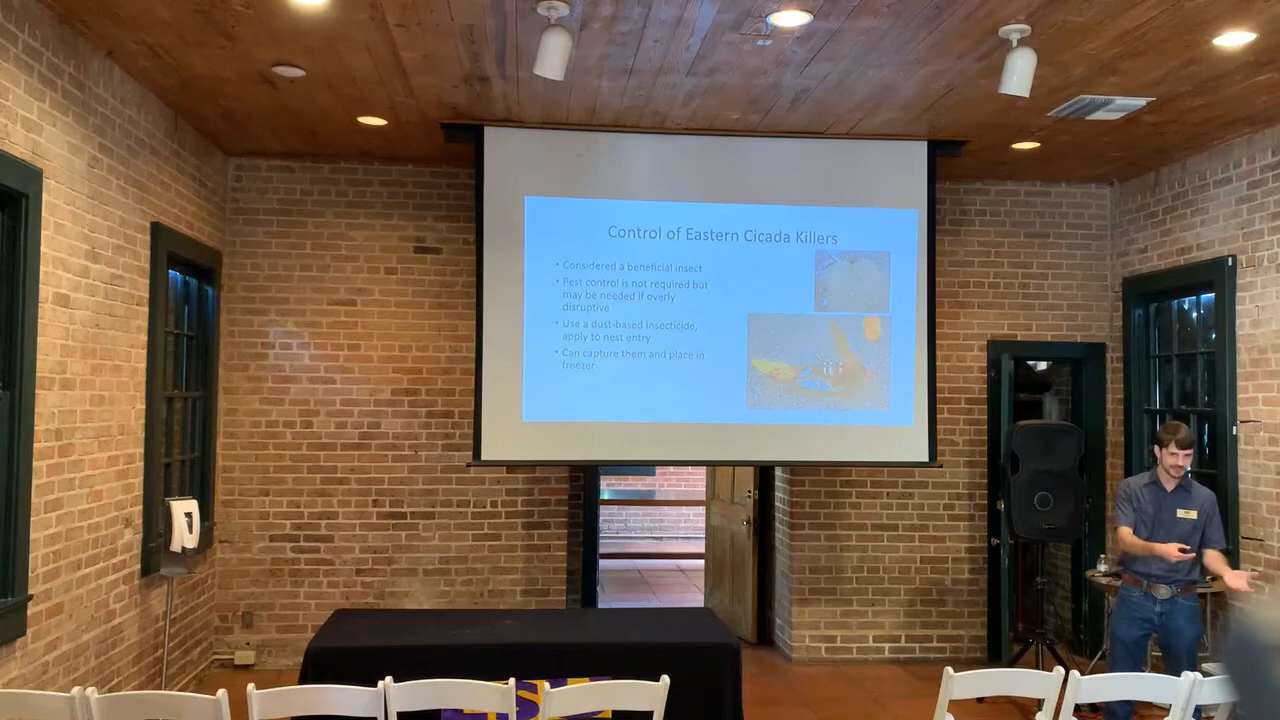 Control of Eastern Cicada Killers
• Considered a beneficial insect
• Pest control is not required but
may be needed if overly
disruptive
• Use a dust-based insecticide,
apply to nest entry
• Can capture them and place in
freezer